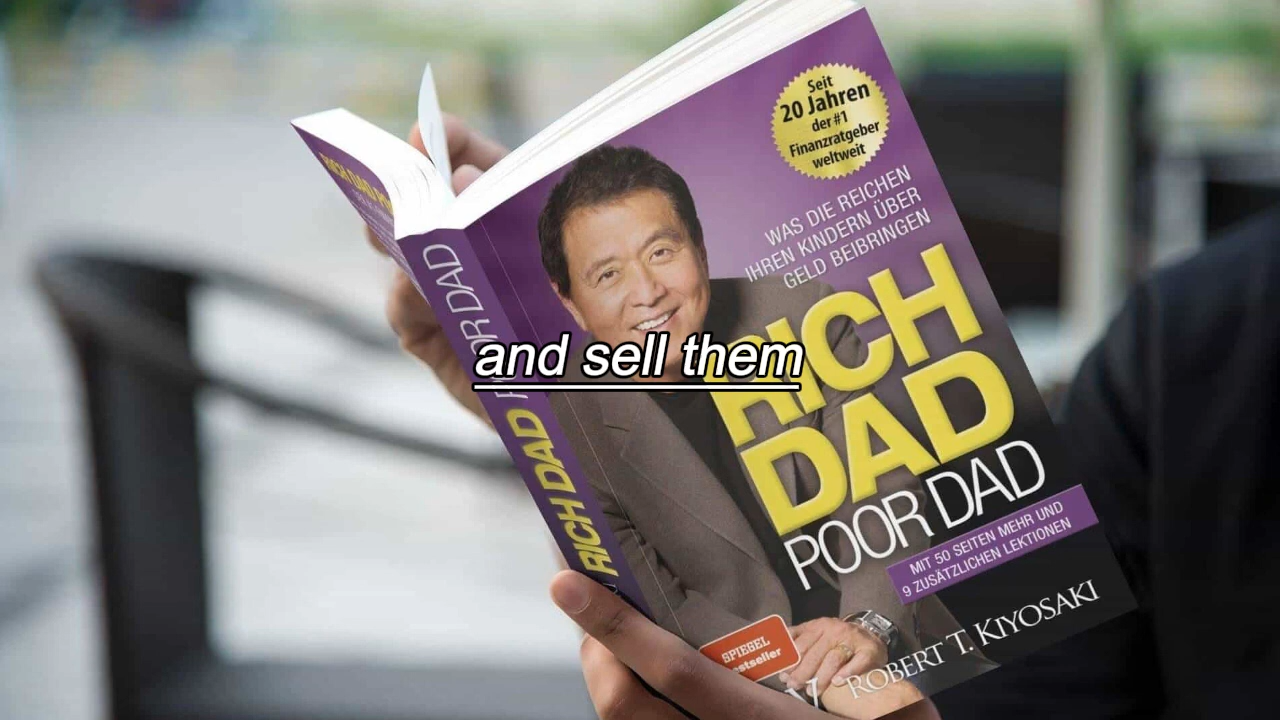 Seit
20 Jahren
der #1
Finanzratgeber
weltweit
WAS DIE REICHEN
IHREN KINDERN ÜBER
GELD BEIBRINGEN
RICH
DAD
POOR DAD
and sell them
MIT 50 SEITEN MEHR UND
9 ZUSÄTZLICHEN LEKTIONEN
SPIEGEL
Bestseller
ROBERT T. KIYOSAKI
RICH DAD POOR DAD